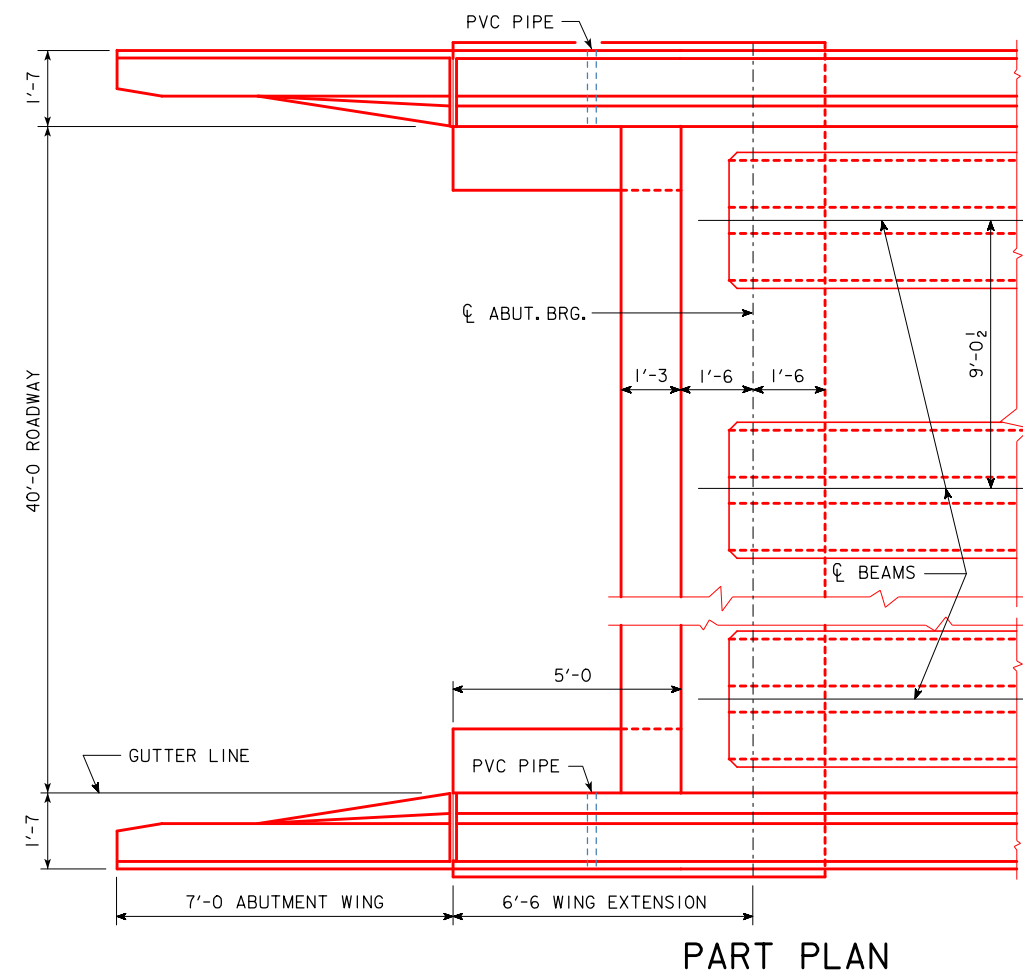 PVC PIPE
1'-7
℄ ABUT. BRG.
9'-0½
1'-3
1'-6
1'-6
40'-0 ROADWAY
℄ BEAMS
5'-0
GUTTER LINE
PVC PIPE
1'-7
7'-0 ABUTMENT WING
6'-6 WING EXTENSION
PART PLAN